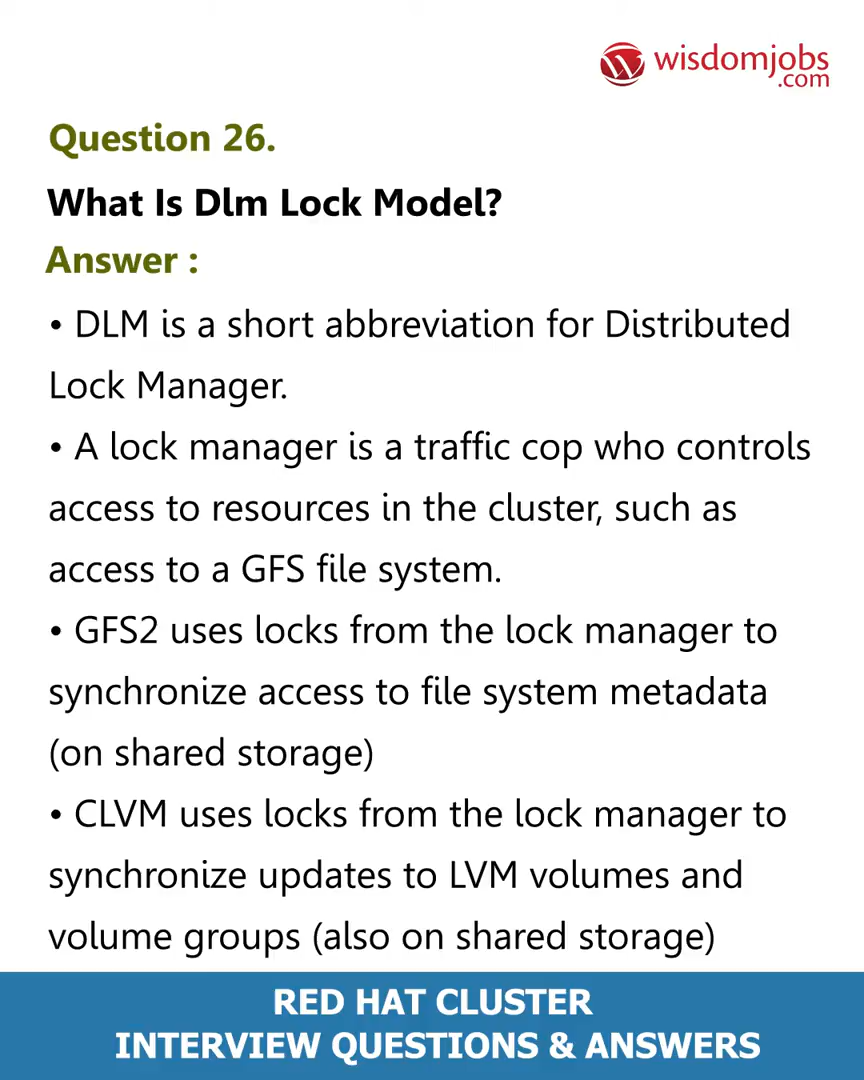 wisdomjobs
.com
Question 26.
What Is Dlm Lock Model?
Answer :
• DLM is a short abbreviation for Distributed
Lock Manager.
• A lock manager is a traffic cop who controls
access to resources in the cluster, such as
access to a GFS file system.
• GFS2 uses locks from the lock manager to
synchronize access to file system metadata
(on shared storage)
• CLVM uses locks from the lock manager to
synchronize updates to LVM volumes and
volume groups (also on shared storage)
RED HAT CLUSTER
INTERVIEW QUESTIONS & ANSWERS